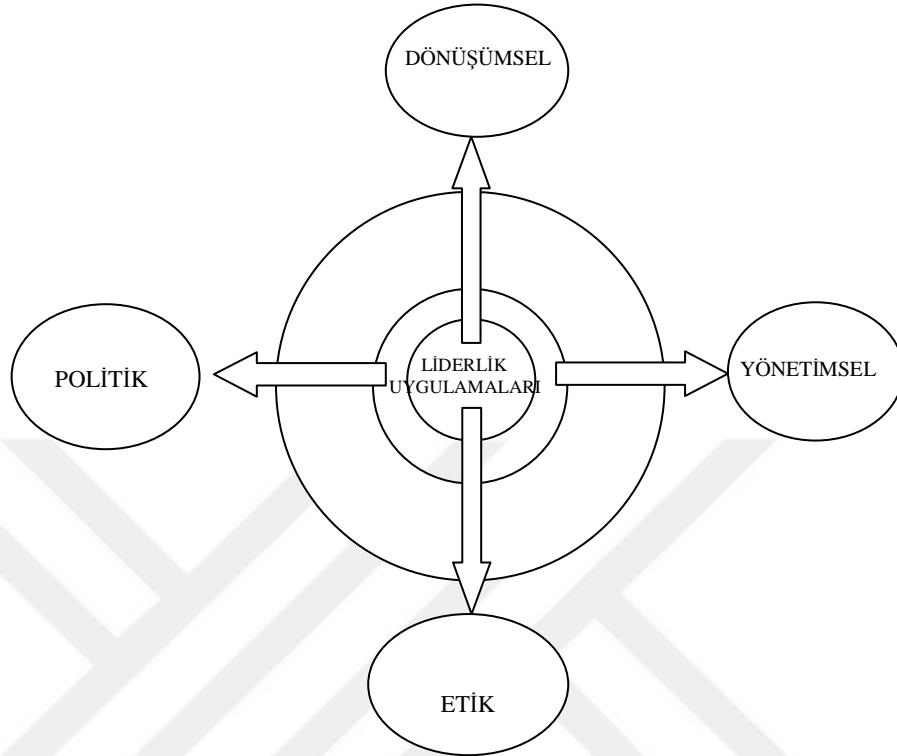 DÖNÜŞÜMSEL
POLİTİK
LİDERLİK
UYGULAMALARI
YÖNETİMSEL
ETİK